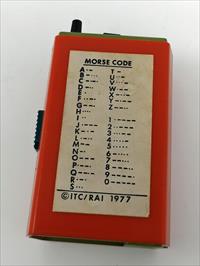 MORSE CODE
A ·–
B –···
C –·–·
D –··
E ·
F ··–·
G ––·
H ····
I ··
J ·–––
K –·–
L ·–··
M ––
N –·
O –––
P ·––·
Q ––·–
R ·–·
S ···
T –
U ··–
V ···–
W ·––
X –··–
Y –·––
Z ––··
1 ·––––
2 ··–––
3 ···––
4 ····–
5 ·····
6 –····
7 ––···
8 –––··
9 ––––·
0 –––––
©ITC/RAI 1977